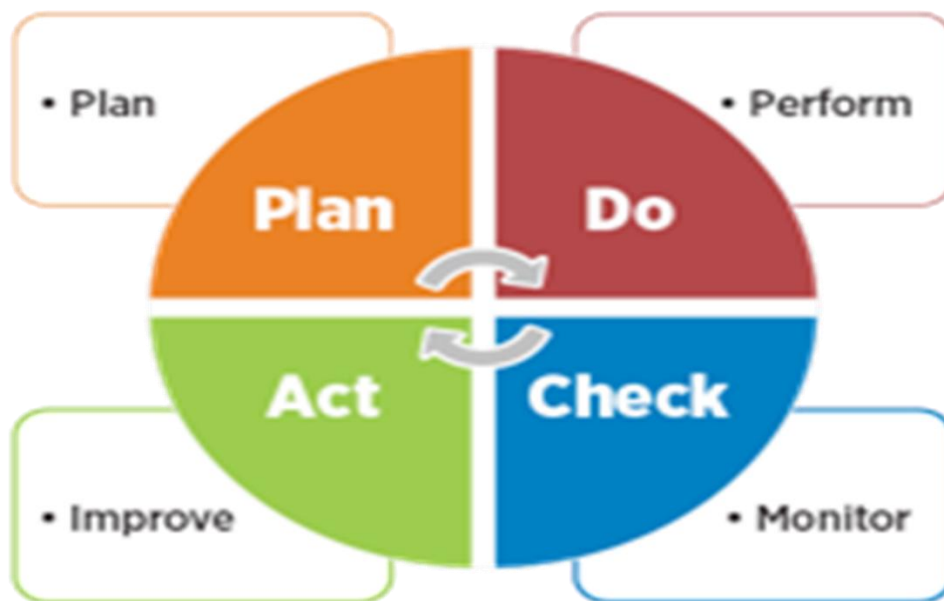 • Plan
• Perform
Plan
Do
Act
Check
• Improve
• Monitor